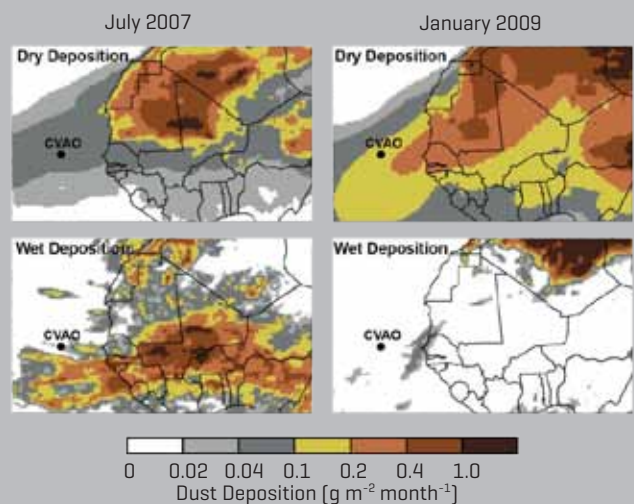 July 2007
January 2009
Dry Deposition
Dry Deposition
CVAO
CVAO
Wet Deposition
Wet Deposition
CVAO
CVAO
0 0.02 0.04 0.1 0.2 0.4 1.0
Dust Deposition [g m⁻² month⁻¹]